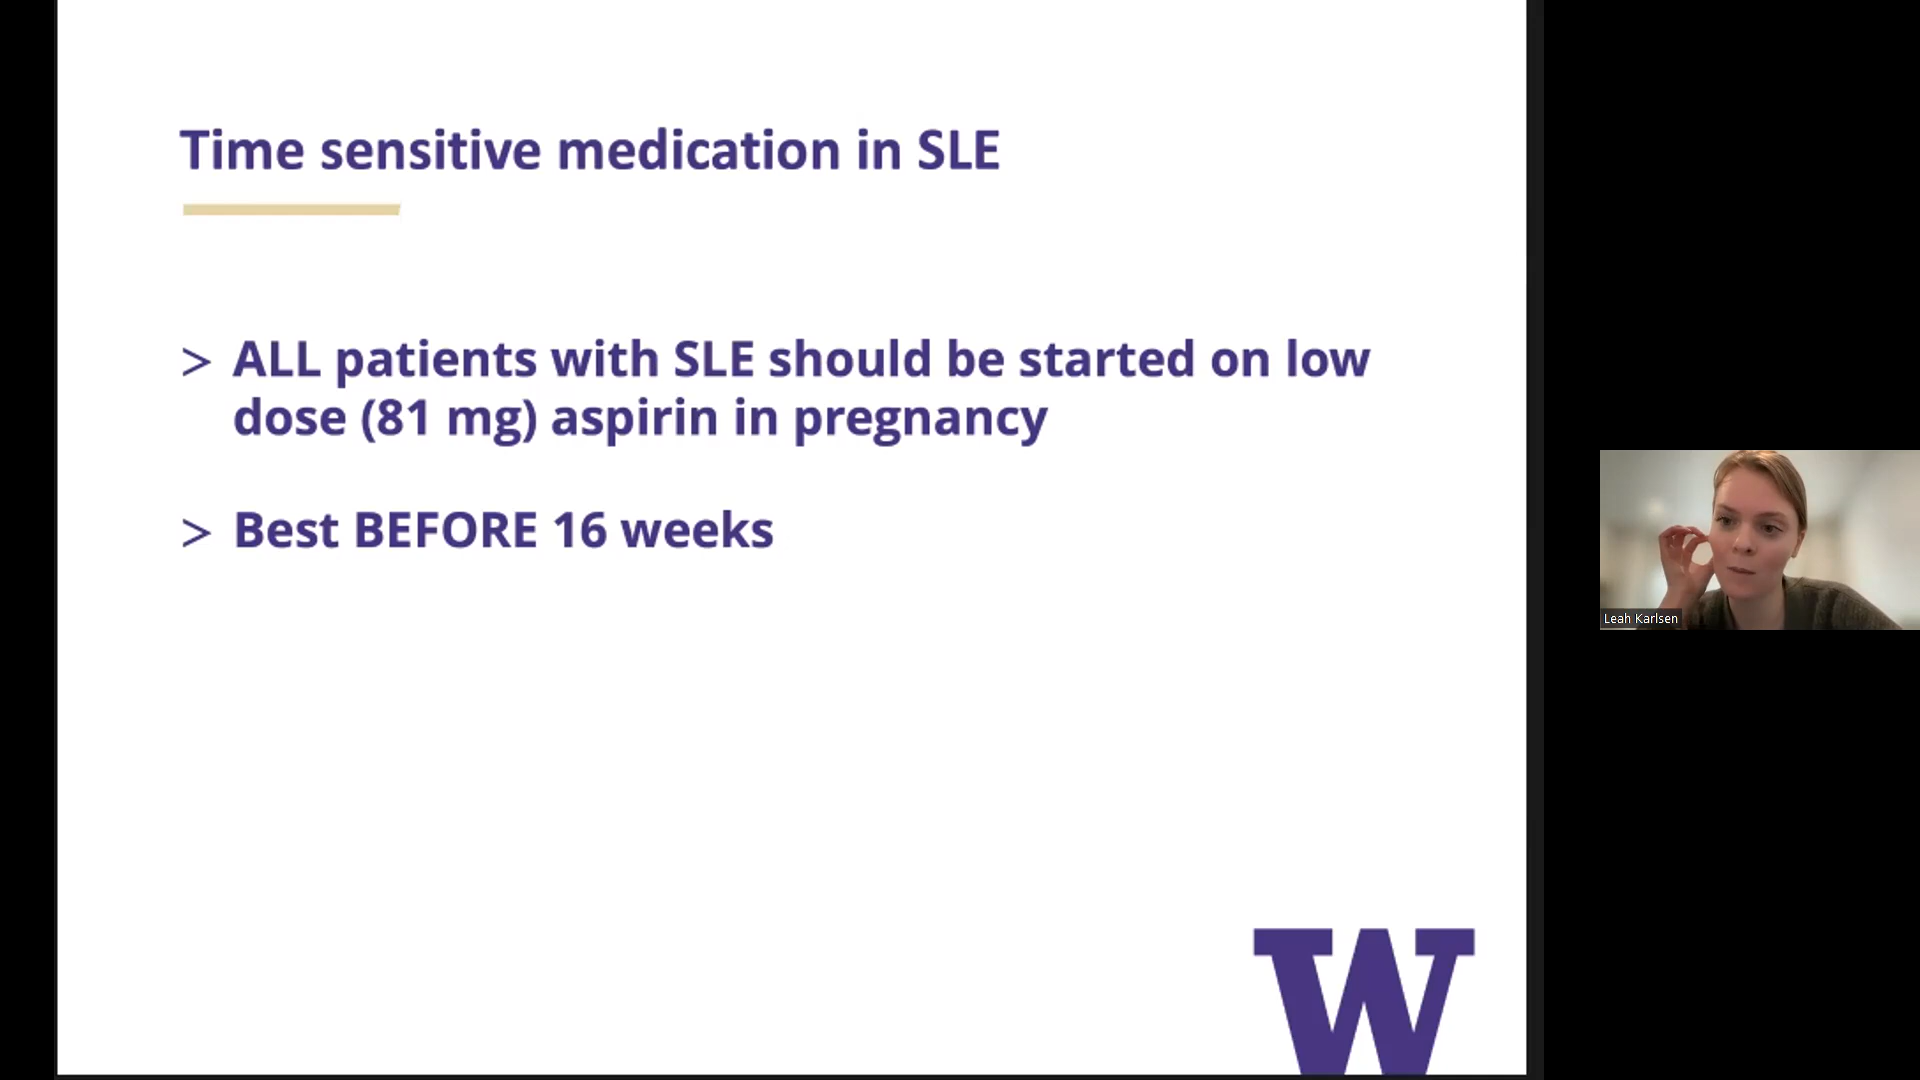 Time sensitive medication in SLE
> ALL patients with SLE should be started on low
dose (81 mg) aspirin in pregnancy
> Best BEFORE 16 weeks
W
Leah Karlsen